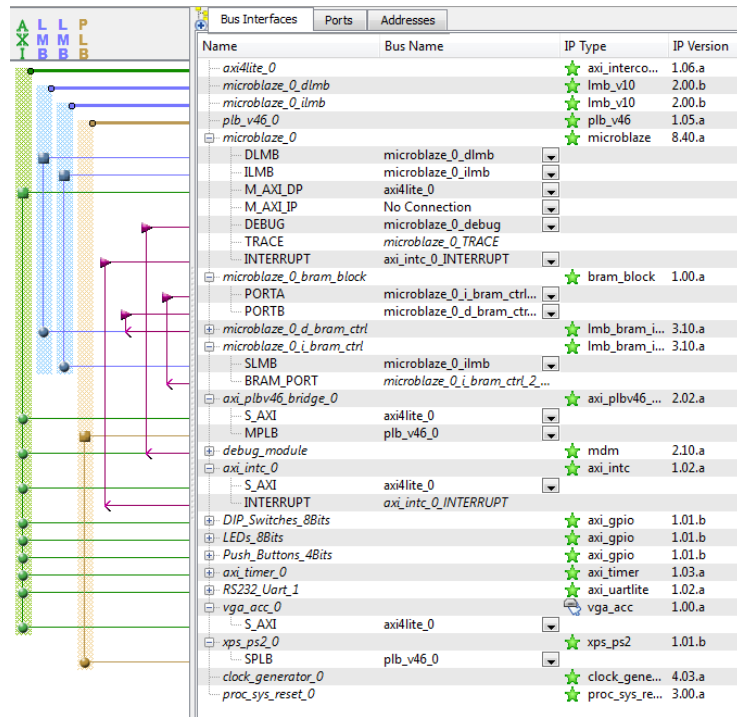 A L L P
X M M L
I B B B
Bus Interfaces Ports Addresses
Name Bus Name IP Type IP Version
axi4lite_0 axi_interco... 1.06.a
microblaze_0_dlmb lmb_v10 2.00.b
microblaze_0_ilmb lmb_v10 2.00.b
plb_v46_0 plb_v46 1.05.a
microblaze_0 microblaze 8.40.a
DLMB microblaze_0_dlmb
ILMB microblaze_0_ilmb
M_AXI_DP axi4lite_0
M_AXI_IP No Connection
DEBUG microblaze_0_debug
TRACE microblaze_0_TRACE
INTERRUPT axi_intc_0_INTERRUPT
microblaze_0_bram_block bram_block 1.00.a
PORTA microblaze_0_i_bram_ctrl...
PORTB microblaze_0_d_bram_ctr...
microblaze_0_d_bram_ctrl lmb_bram_i... 3.10.a
microblaze_0_i_bram_ctrl lmb_bram_i... 3.10.a
SLMB microblaze_0_ilmb
BRAM_PORT microblaze_0_i_bram_ctrl_2_...
axi_plbv46_bridge_0 axi_plbv46_... 2.02.a
S_AXI axi4lite_0
MPLB plb_v46_0
debug_module mdm 2.10.a
axi_intc_0 axi_intc 1.02.a
S_AXI axi4lite_0
INTERRUPT axi_intc_0_INTERRUPT
DIP_Switches_8Bits axi_gpio 1.01.b
LEDs_8Bits axi_gpio 1.01.b
Push_Buttons_4Bits axi_gpio 1.01.b
axi_timer_0 axi_timer 1.03.a
RS232_Uart_1 axi_uartlite 1.02.a
vga_acc_0 vga_acc 1.00.a
S_AXI axi4lite_0
xps_ps2_0 xps_ps2 1.01.b
SPLB plb_v46_0
clock_generator_0 clock_gene... 4.03.a
proc_sys_reset_0 proc_sys_re... 3.00.a